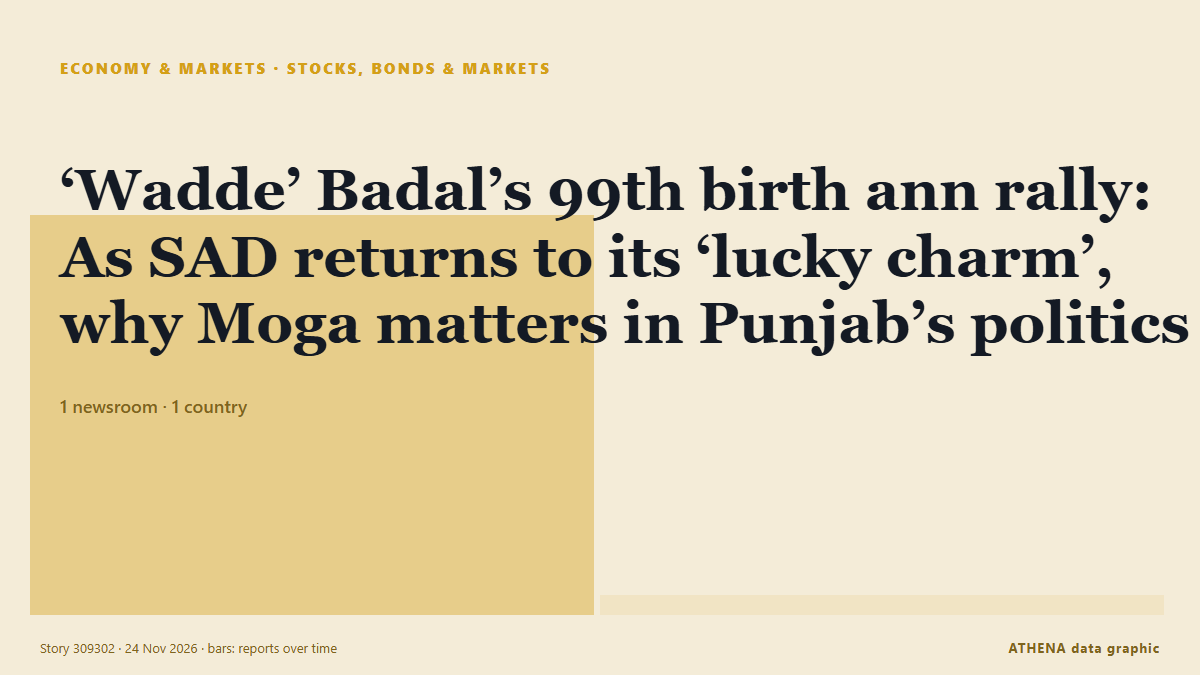 ECONOMY & MARKETS · STOCKS, BONDS & MARKETS
‘Wadde’ Badal’s 99th birth ann rally:
As SAD returns to its ‘lucky charm’,
why Moga matters in Punjab’s politics
1 newsroom · 1 country
Story 309302 · 24 Nov 2026 · bars: reports over time
ATHENA data graphic